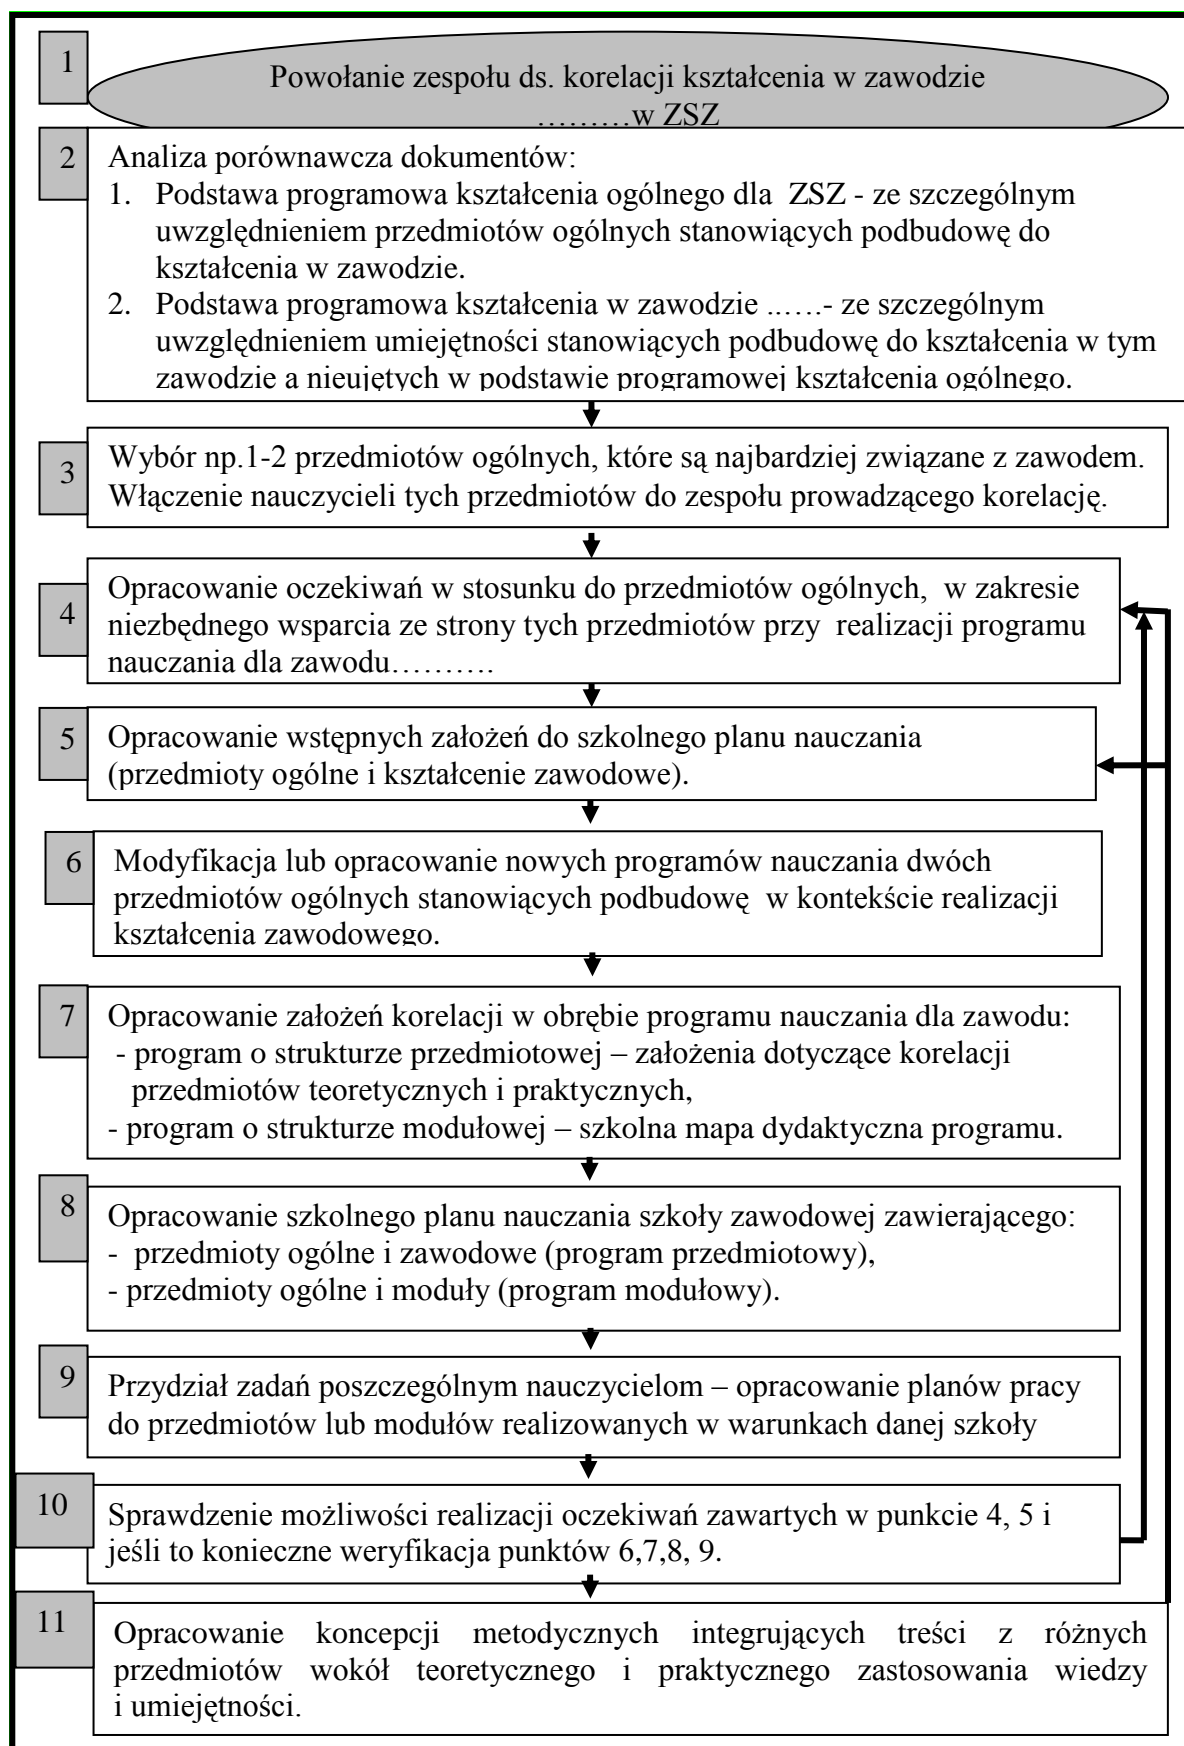 1
Powołanie zespołu ds. korelacji kształcenia w zawodzie
………w ZSZ
2
Analiza porównawcza dokumentów:
1. Podstawa programowa kształcenia ogólnego dla ZSZ - ze szczególnym
uwzględnieniem przedmiotów ogólnych stanowiących podbudowę do
kształcenia w zawodzie.
2. Podstawa programowa kształcenia w zawodzie …..…- ze szczególnym
uwzględnieniem umiejętności stanowiących podbudowę do kształcenia w tym
zawodzie a nieujętych w podstawie programowej kształcenia ogólnego.
3
Wybór np.1-2 przedmiotów ogólnych, które są najbardziej związane z zawodem.
Włączenie nauczycieli tych przedmiotów do zespołu prowadzącego korelację.
4
Opracowanie oczekiwań w stosunku do przedmiotów ogólnych, w zakresie
niezbędnego wsparcia ze strony tych przedmiotów przy realizacji programu
nauczania dla zawodu……….
5
Opracowanie wstępnych założeń do szkolnego planu nauczania
(przedmioty ogólne i kształcenie zawodowe).
6
Modyfikacja lub opracowanie nowych programów nauczania dwóch
przedmiotów ogólnych stanowiących podbudowę w kontekście realizacji
kształcenia zawodowego.
7
Opracowanie założeń korelacji w obrębie programu nauczania dla zawodu:
- program o strukturze przedmiotowej – założenia dotyczące korelacji
przedmiotów teoretycznych i praktycznych,
- program o strukturze modułowej – szkolna mapa dydaktyczna programu.
8
Opracowanie szkolnego planu nauczania szkoły zawodowej zawierającego:
- przedmioty ogólne i zawodowe (program przedmiotowy),
- przedmioty ogólne i moduły (program modułowy).
9
Przydział zadań poszczególnym nauczycielom – opracowanie planów pracy
do przedmiotów lub modułów realizowanych w warunkach danej szkoły
10
Sprawdzenie możliwości realizacji oczekiwań zawartych w punkcie 4, 5 i
jeśli to konieczne weryfikacja punktów 6,7,8, 9.
11
Opracowanie koncepcji metodycznych integrujących treści z różnych
przedmiotów wokół teoretycznego i praktycznego zastosowania wiedzy
i umiejętności.